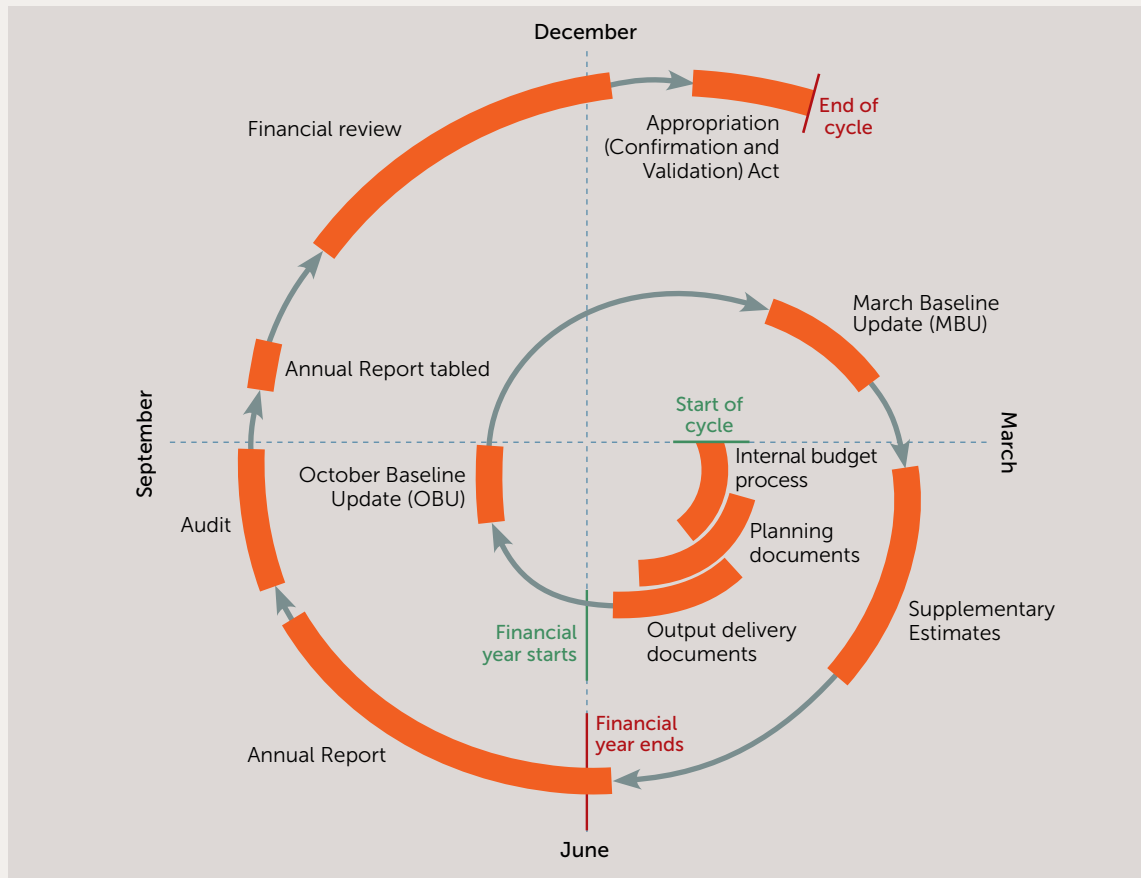 December
Financial review
Appropriation
(Confirmation and
Validation) Act
End of
cycle
March Baseline
Update (MBU)
Annual Report tabled
Start of
cycle
September
March
October Baseline
Update (OBU)
Internal budget
process
Audit
Planning
documents
Supplementary
Estimates
Financial
year starts
Output delivery
documents
Financial
year ends
Annual Report
June